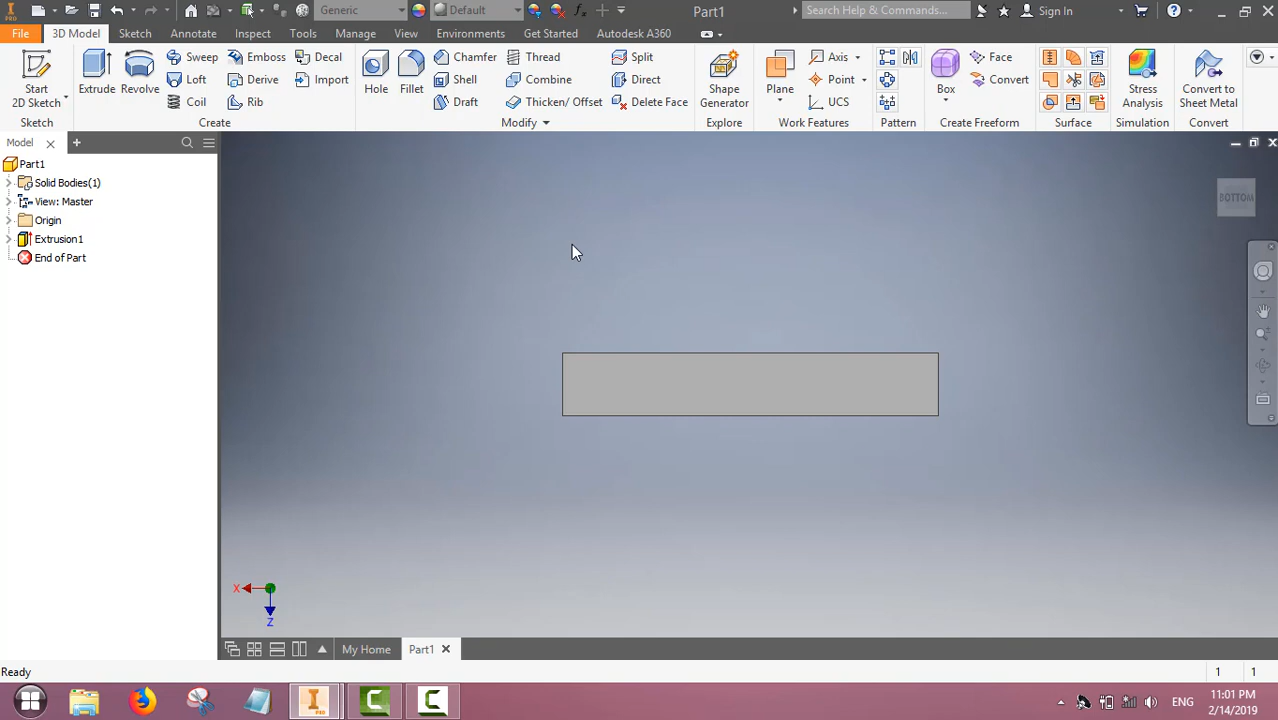 PRO
Generic
Default
Part1
Search Help & Commands...
Sign In
File
3D Model
Sketch
Annotate
Inspect
Tools
Manage
View
Environments
Get Started
Autodesk A360
Start
2D Sketch
Sketch
Extrude
Revolve
Sweep
Emboss
Decal
Loft
Derive
Import
Coil
Rib
Create
Hole
Fillet
Chamfer
Thread
Split
Shell
Combine
Direct
Draft
Thicken/ Offset
Delete Face
Modify
Shape
Generator
Explore
Plane
Axis
Point
UCS
Work Features
Pattern
Box
Face
Convert
Create Freeform
Surface
Stress
Analysis
Simulation
Convert to
Sheet Metal
Convert
Model
Part1
Solid Bodies(1)
View: Master
Origin
Extrusion1
End of Part
BOTTOM
X
Z
My Home
Part1
Ready
1
1
PRO
ENG
11:01 PM
2/14/2019